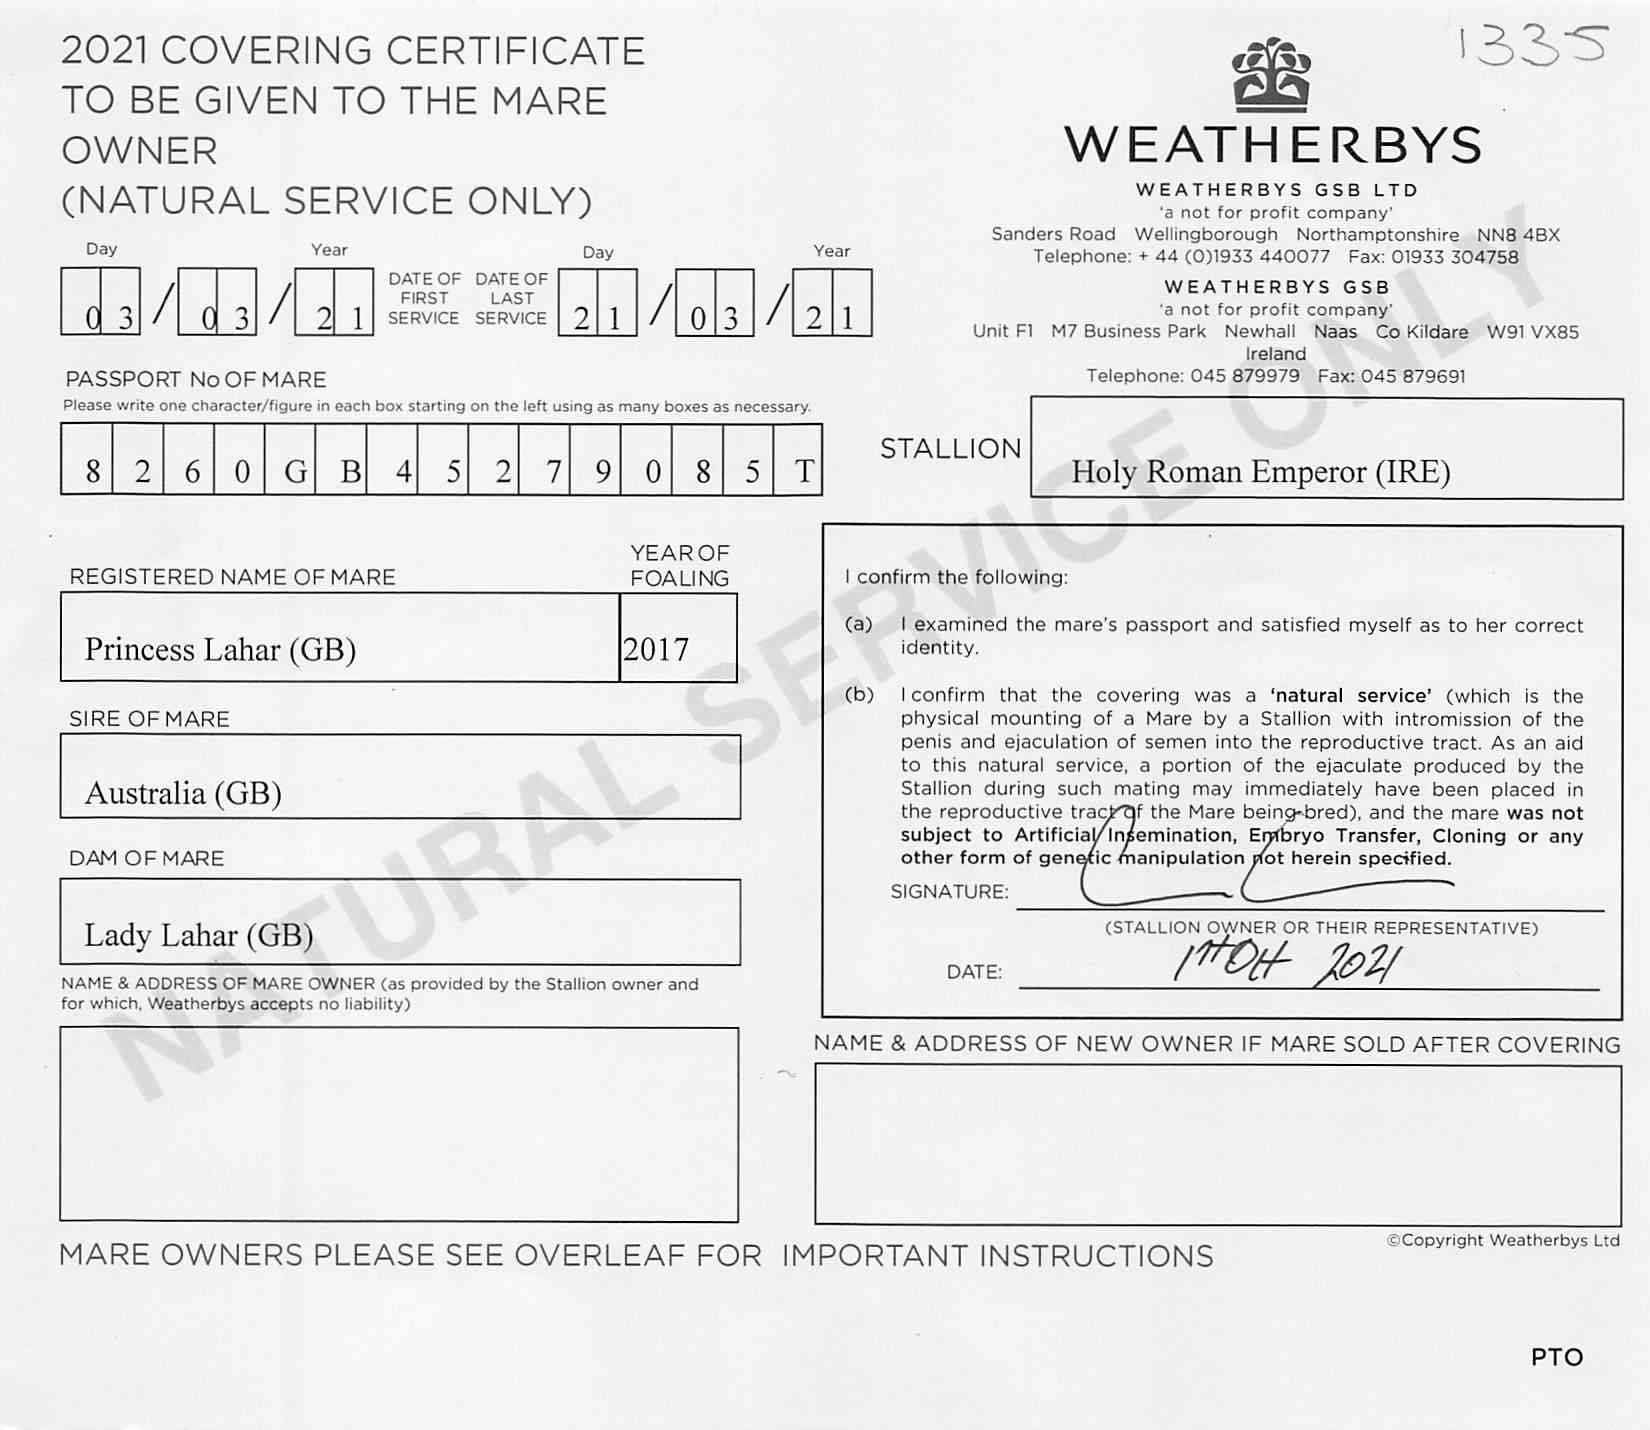 1335
2021 COVERING CERTIFICATE
TO BE GIVEN TO THE MARE
OWNER
(NATURAL SERVICE ONLY)
WEATHERBYS
WEATHERBYS GSB LTD
'a not for profit company'
Sanders Road Wellingborough Northamptonshire NN8 4BX
Telephone: + 44 (0)1933 440077 Fax: 01933 304758
WEATHERBYS GSB
'a not for profit company'
Unit F1 M7 Business Park Newhall Naas Co Kildare W91 VX85
Ireland
Telephone: 045 879979 Fax: 045 879691
Day Year Day Year
03/03/21 DATE OF FIRST SERVICE DATE OF LAST SERVICE 21/03/21
PASSPORT No OF MARE
Please write one character/figure in each box starting on the left using as many boxes as necessary.
8260GB45279085T
STALLION Holy Roman Emperor (IRE)
REGISTERED NAME OF MARE YEAR OF FOALING
Princess Lahar (GB) 2017
SIRE OF MARE
Australia (GB)
DAM OF MARE
Lady Lahar (GB)
NAME & ADDRESS OF MARE OWNER (as provided by the Stallion owner and
for which, Weatherbys accepts no liability)
I confirm the following:
(a) I examined the mare's passport and satisfied myself as to her correct
identity.
(b) I confirm that the covering was a 'natural service' (which is the
physical mounting of a Mare by a Stallion with intromission of the
penis and ejaculation of semen into the reproductive tract. As an aid
to this natural service, a portion of the ejaculate produced by the
Stallion during such mating may immediately have been placed in
the reproductive tract of the Mare being bred), and the mare was not
subject to Artificial Insemination, Embryo Transfer, Cloning or any
other form of genetic manipulation not herein specified.
SIGNATURE:
(STALLION OWNER OR THEIR REPRESENTATIVE)
DATE: 2021
NAME & ADDRESS OF NEW OWNER IF MARE SOLD AFTER COVERING
©Copyright Weatherbys Ltd
MARE OWNERS PLEASE SEE OVERLEAF FOR IMPORTANT INSTRUCTIONS
PTO
NATURAL SERVICE ONLY